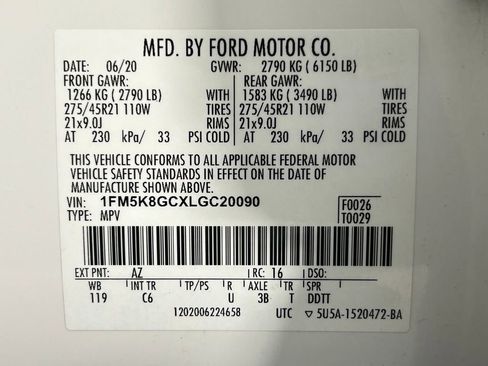 MFD. BY FORD MOTOR CO.
DATE: 06/20 GVWR: 2790 KG ( 6150 LB)
FRONT GAWR: REAR GAWR:
1266 KG ( 2790 LB) WITH 1583 KG ( 3490 LB) WITH
275/45R21 110W TIRES 275/45R21 110W TIRES
21x9.0J RIMS 21x9.0J RIMS
AT 230 kPa/ 33 PSI COLD AT 230 kPa/ 33 PSI COLD
THIS VEHICLE CONFORMS TO ALL APPLICABLE FEDERAL MOTOR
VEHICLE SAFETY STANDARDS IN EFFECT ON THE DATE OF
MANUFACTURE SHOWN ABOVE.
VIN: 1FM5K8GCXLGC20090 F0026
TYPE: MPV T0029
EXT PNT: AZ RC: 16 DSO:
WB INT TR TP/PS R AXLE TR SPR
119 C6 U 3B T DDTT
1202006224658 UTC ▽ 5U5A-1520472-BA